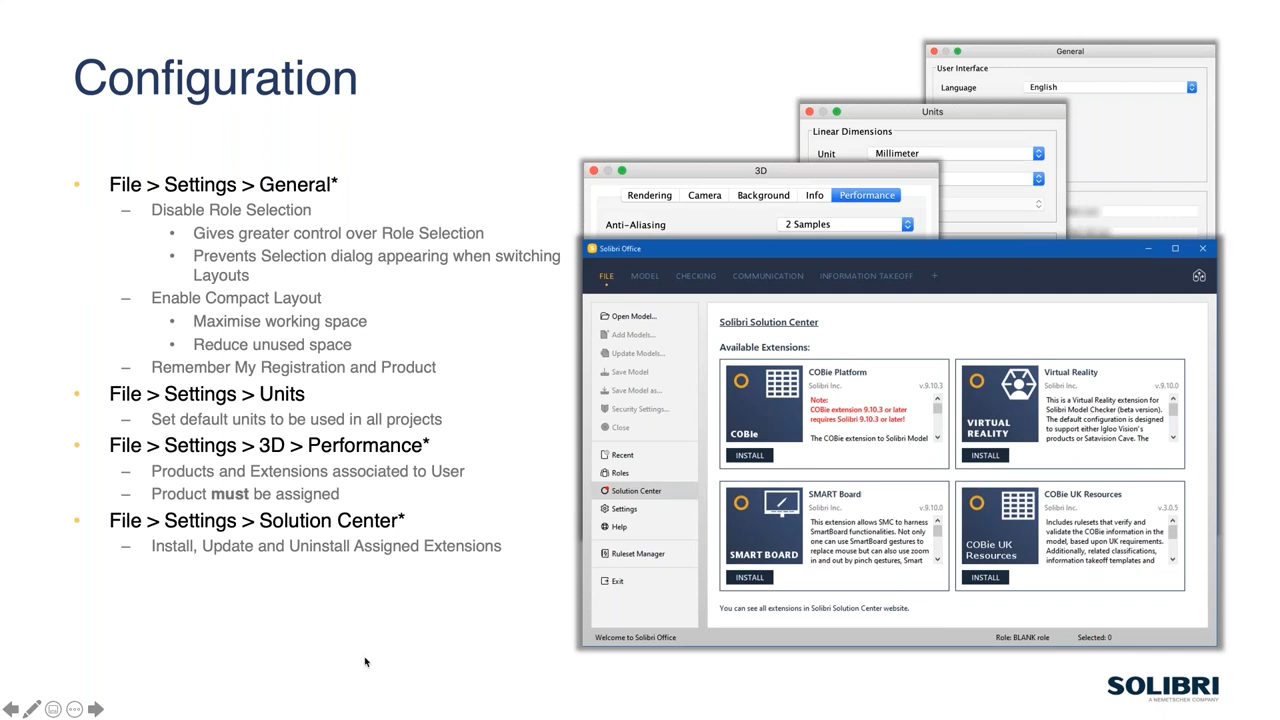 Configuration
• File > Settings > General*
– Disable Role Selection
• Gives greater control over Role Selection
• Prevents Selection dialog appearing when switching
Layouts
– Enable Compact Layout
• Maximise working space
• Reduce unused space
– Remember My Registration and Product
• File > Settings > Units
– Set default units to be used in all projects
• File > Settings > 3D > Performance*
– Products and Extensions associated to User
– Product must be assigned
• File > Settings > Solution Center*
– Install, Update and Uninstall Assigned Extensions
General
User Interface
Language English
Units
Linear Dimensions
Unit Millimeter
3D
Rendering Camera Background Info Performance
Anti-Aliasing 2 Samples
Solibri Office
FILE MODEL CHECKING COMMUNICATION INFORMATION TAKEOFF +
Open Model...
Add Models...
Update Models...
Save Model
Save Model as...
Security Settings...
Close
Recent
Roles
Solution Center
Settings
Help
Ruleset Manager
Exit
Solibri Solution Center
Available Extensions:
COBie
COBie Platform
Solibri Inc. v.9.10.3
Note:
COBie extension 9.10.3 or later
requires Solibri 9.10.3 or later!
The COBie extension to Solibri Model
INSTALL
VIRTUAL
REALITY
Virtual Reality
Solibri Inc. v.9.10.0
This is a Virtual Reality extension for
Solibri Model Checker (beta version).
The default configuration is designed
to support either Igloo Vision's
products or Satavision Cave. The
INSTALL
SMART BOARD
SMART Board
Solibri Inc. v.9.10.0
This extension allows SMC to harness
SmartBoard functionalities. Not only
one can use SmartBoard gestures to
replace mouse but can also use zoom
in and out by pinch gestures, Smart
INSTALL
COBie UK
Resources
COBie UK Resources
Solibri Inc. v.3.0.5
Includes rulesets that verify and
validate the COBie information in the
model, based upon UK requirements.
Additionally, related classifications,
information takeoff templates and
INSTALL
You can see all extensions in Solibri Solution Center website.
Welcome to Solibri Office Role: BLANK role Selected: 0
SOLIBRI
A NEMETSCHEK COMPANY